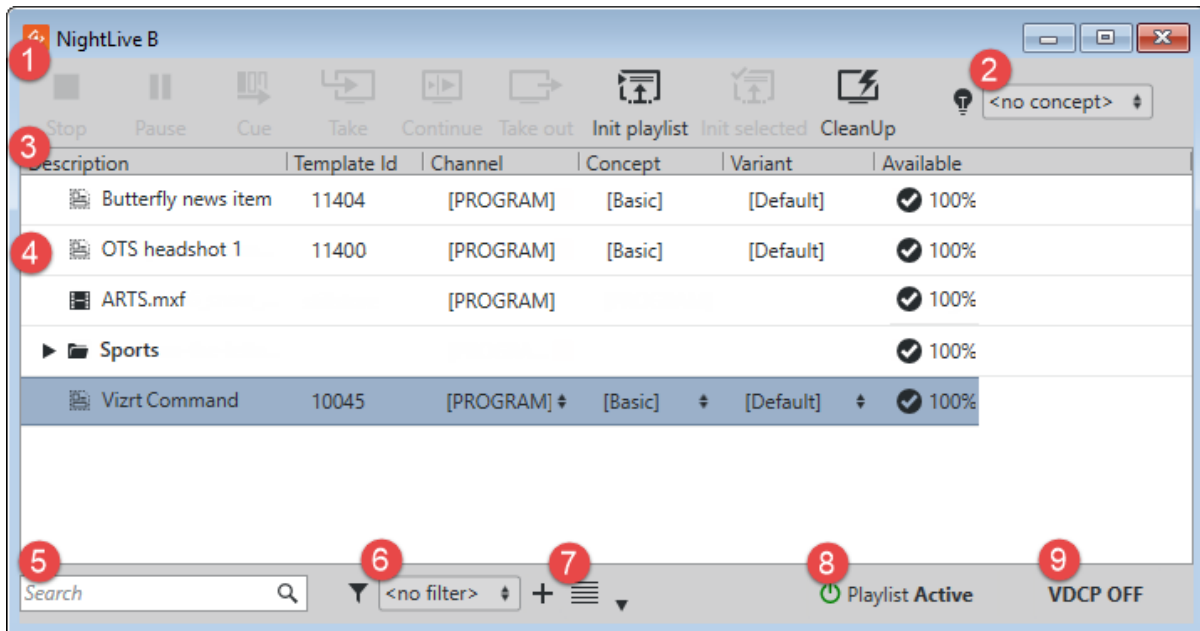 NightLive B
1
2
<no concept>
Stop Pause Cue Take Continue Take out Init playlist Init selected CleanUp
3
Description Template Id Channel Concept Variant Available
Butterfly news item 11404 [PROGRAM] [Basic] [Default] 100%
4
OTS headshot 1 11400 [PROGRAM] [Basic] [Default] 100%
ARTS.mxf [PROGRAM] 100%
Sports 100%
Vizrt Command 10045 [PROGRAM] [Basic] [Default] 100%
5 6 7 8 9
Search <no filter> Playlist Active VDCP OFF